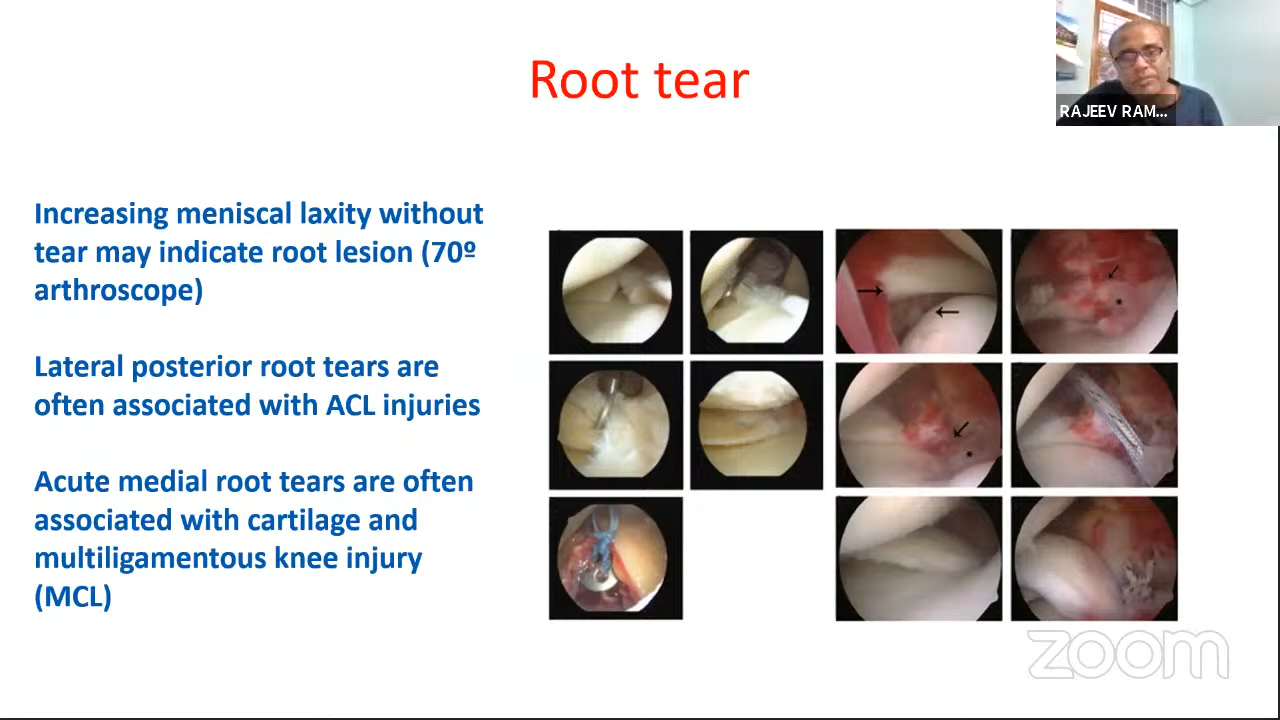 Root tear
RAJEEV RAM...
Increasing meniscal laxity without
tear may indicate root lesion (70º
arthroscope)
Lateral posterior root tears are
often associated with ACL injuries
Acute medial root tears are often
associated with cartilage and
multiligamentous knee injury
(MCL)
zoom